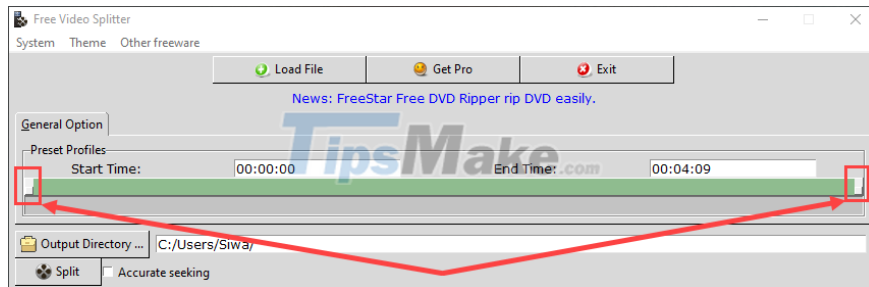 Free Video Splitter
System Theme Other freeware
Load File Get Pro Exit
News: FreeStar Free DVD Ripper rip DVD easily.
General Option
Preset Profiles
TipsMake.com
Start Time: 00:00:00 End Time: 00:04:09
Output Directory ... C:/Users/Siwa/
Split Accurate seeking